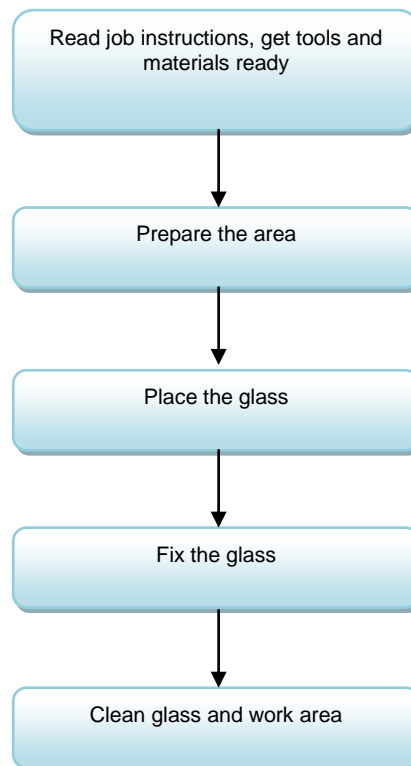 Read job instructions, get tools and
materials ready
Prepare the area
Place the glass
Fix the glass
Clean glass and work area